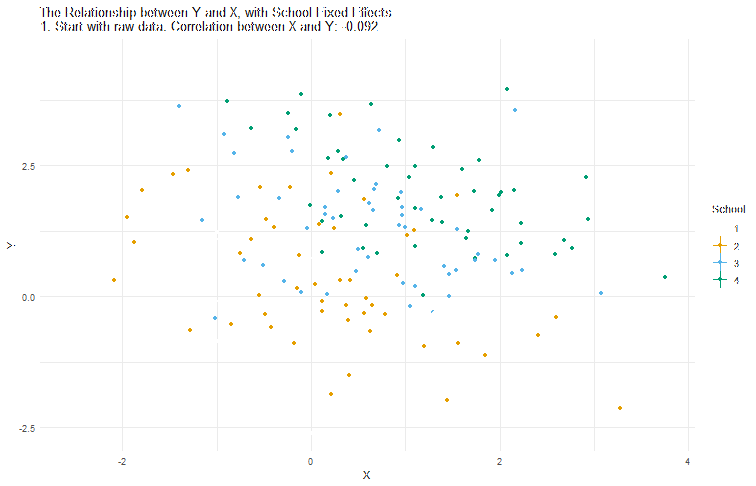 The Relationship between Y and X, with School Fixed Effects
1. Start with raw data. Correlation between X and Y: -0.092
Y
2.5
0.0
-2.5
-2
0
2
4
X
School
1
2
3
4